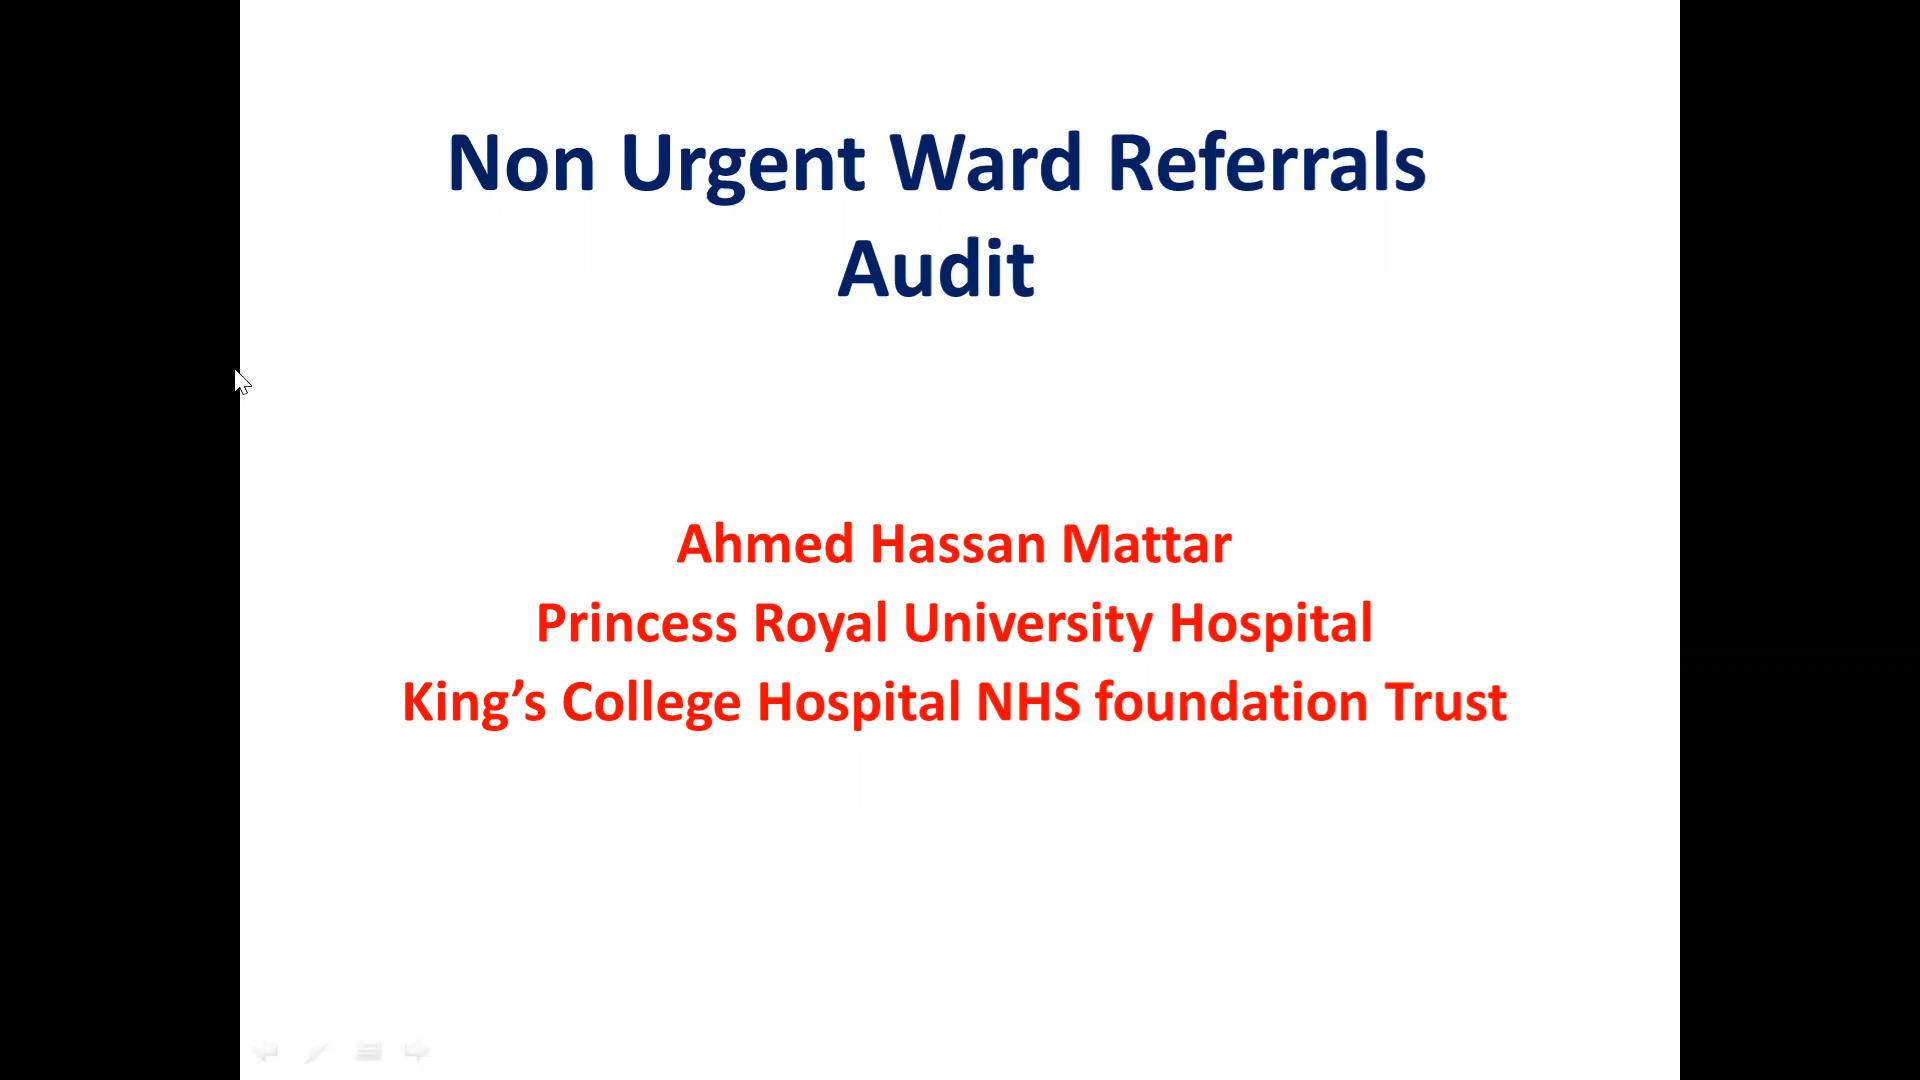 Non Urgent Ward Referrals
Audit
Ahmed Hassan Mattar
Princess Royal University Hospital
King’s College Hospital NHS foundation Trust